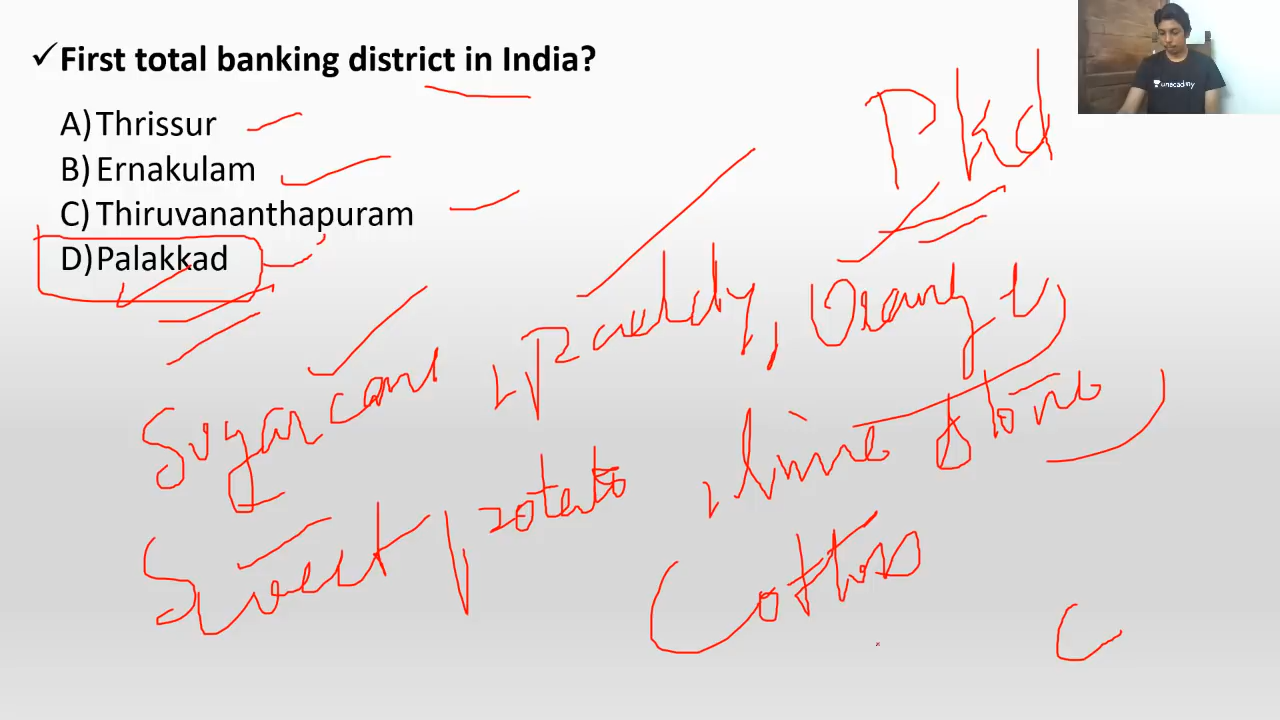 ✓First total banking district in India?
A) Thrissur
B) Ernakulam
C) Thiruvananthapuram
D) Palakkad
Pkd
Sugarcane, Paddy, Oranges
Sweet potato, lime stone,
Cotton
C
unacademy